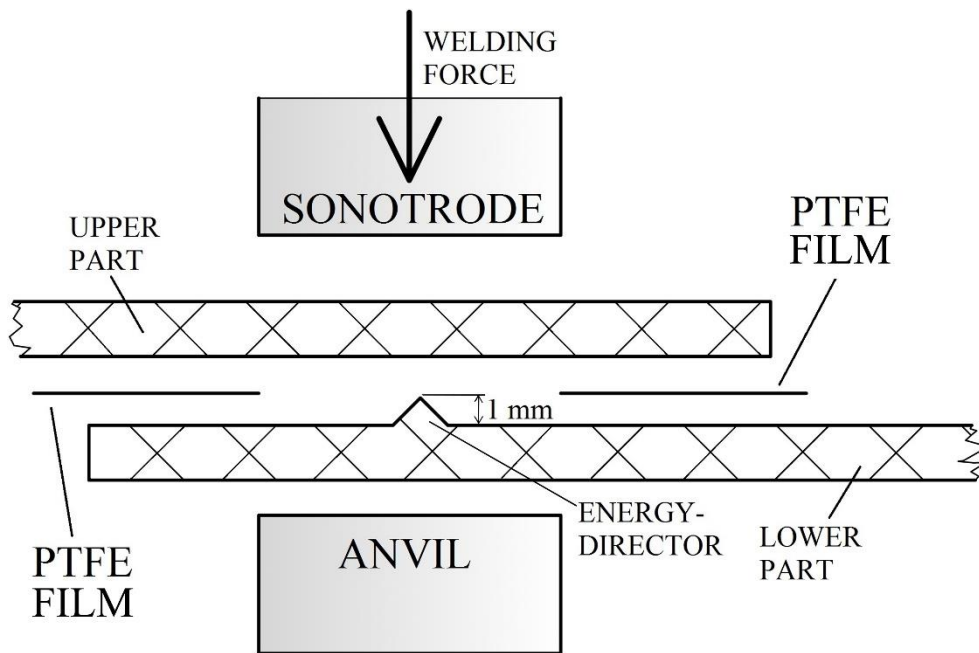 WELDING
FORCE
SONOTRODE
PTFE
FILM
UPPER
PART
1 mm
ENERGY-
DIRECTOR
LOWER
PART
ANVIL
PTFE
FILM